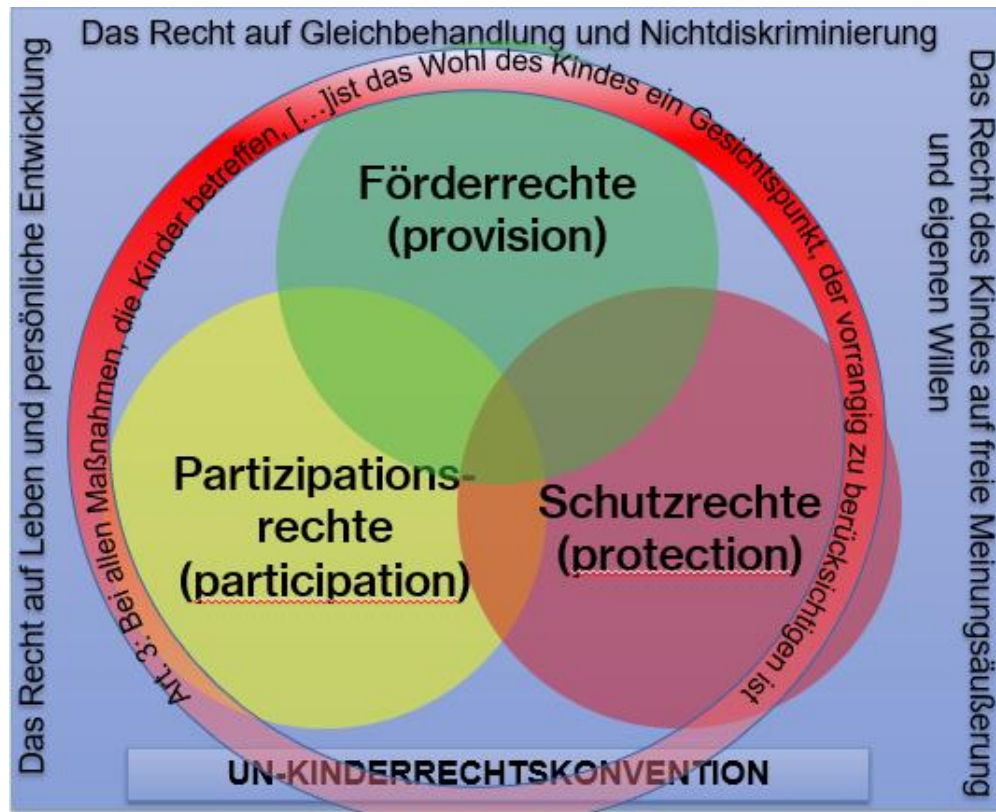 Das Recht auf Gleichbehandlung und Nichtdiskriminierung
Das Recht auf Leben und persönliche Entwicklung
Das Recht des Kindes auf freie Meinungsäußerung
und eigenen Willen
Art. 3: Bei allen Maßnahmen, die Kinder betreffen, [...]ist das Wohl des Kindes ein Gesichtspunkt, der vorrangig zu berücksichtigen ist
Förderrechte
(provision)
Partizipations-
rechte
(participation)
Schutzrechte
(protection)
UN-KINDERRECHTSKONVENTION